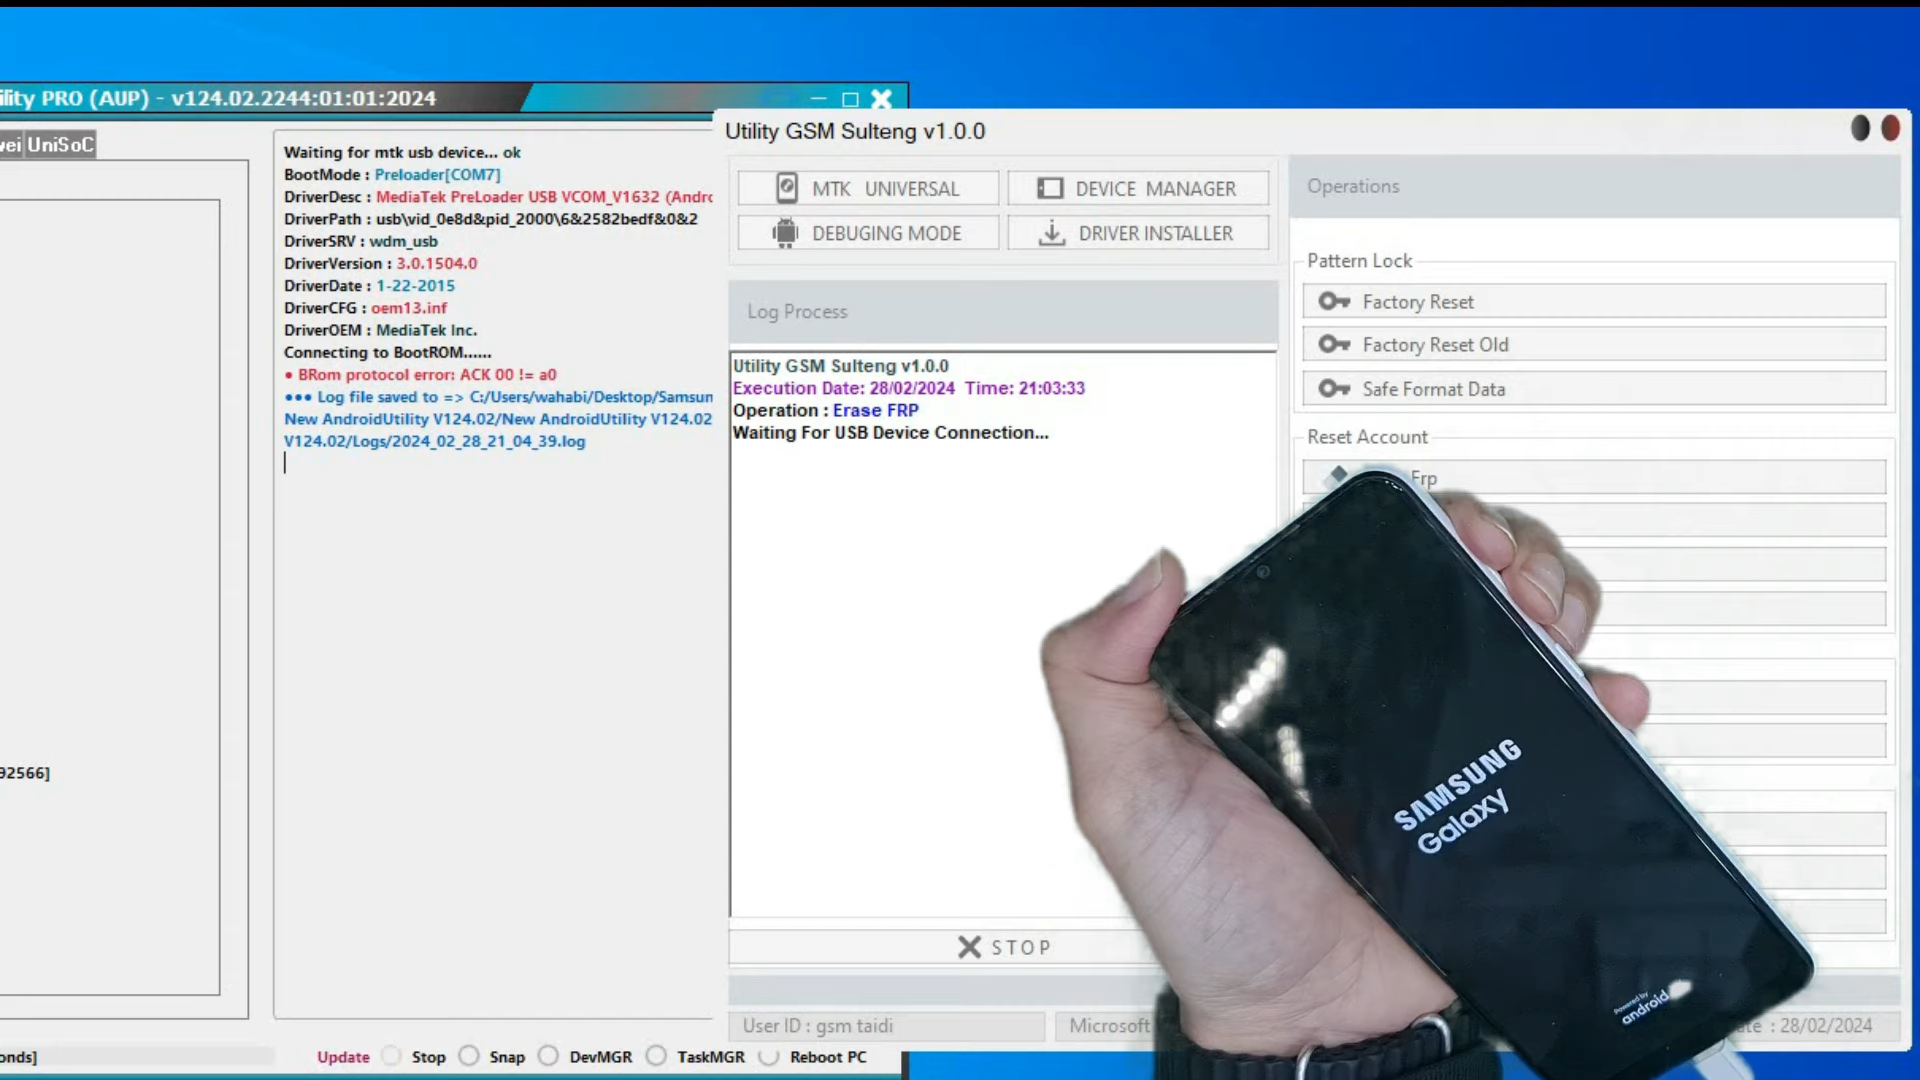 lity PRO (AUP) - v124.02.2244:01:01:2024
vei UniSoC
Waiting for mtk usb device... ok
BootMode : Preloader[COM7]
DriverDesc : MediaTek PreLoader USB VCOM_V1632 (Andro
DriverPath : usb\vid_0e8d&pid_2000\6&2582bedf&0&2
DriverSRV : wdm_usb
DriverVersion : 3.0.1504.0
DriverDate : 1-22-2015
DriverCFG : oem13.inf
DriverOEM : MediaTek Inc.
Connecting to BootROM......
• BRom protocol error: ACK 00 != a0
••• Log file saved to => C:/Users/wahabi/Desktop/Samsun
New AndroidUtility V124.02/New AndroidUtility V124.02
V124.02/Logs/2024_02_28_21_04_39.log
92566]
onds]
Update Stop Snap DevMGR TaskMGR Reboot PC
Utility GSM Sulteng v1.0.0
MTK UNIVERSAL
DEVICE MANAGER
DEBUGING MODE
DRIVER INSTALLER
Log Process
Utility GSM Sulteng v1.0.0
Execution Date: 28/02/2024 Time: 21:03:33
Operation : Erase FRP
Waiting For USB Device Connection...
STOP
User ID : gsm taidi
Microsoft
ate : 28/02/2024
Operations
Pattern Lock
Factory Reset
Factory Reset Old
Safe Format Data
Reset Account
Frp
SAMSUNG
Galaxy
Powered by
android